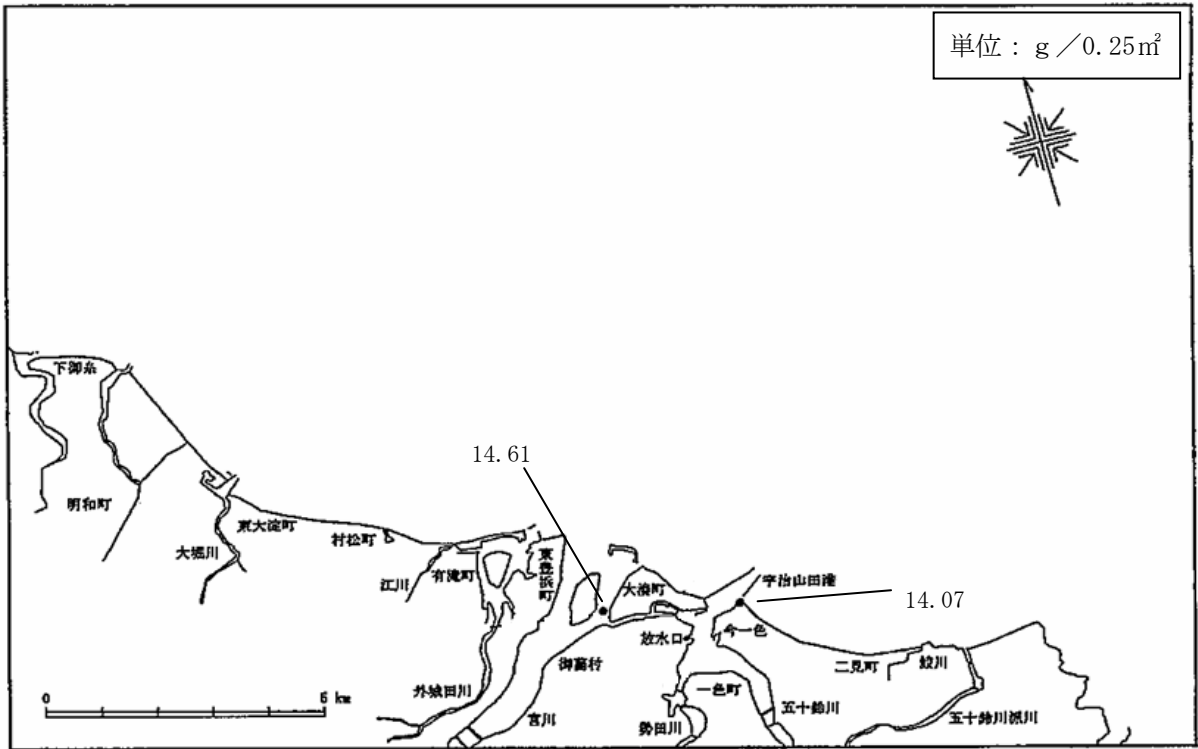 単位：ｇ／0.25㎡
下御糸
明和町
大堀川
東大淀町
村松町
14.61
江川
有滝町
東豊浜町
大湊町
宇治山田港
14.07
今一色
放水口
御薗村
二見町
鮫川
外城田川
宮川
一色町
勢田川
五十鈴川
五十鈴川派川
0
6 km